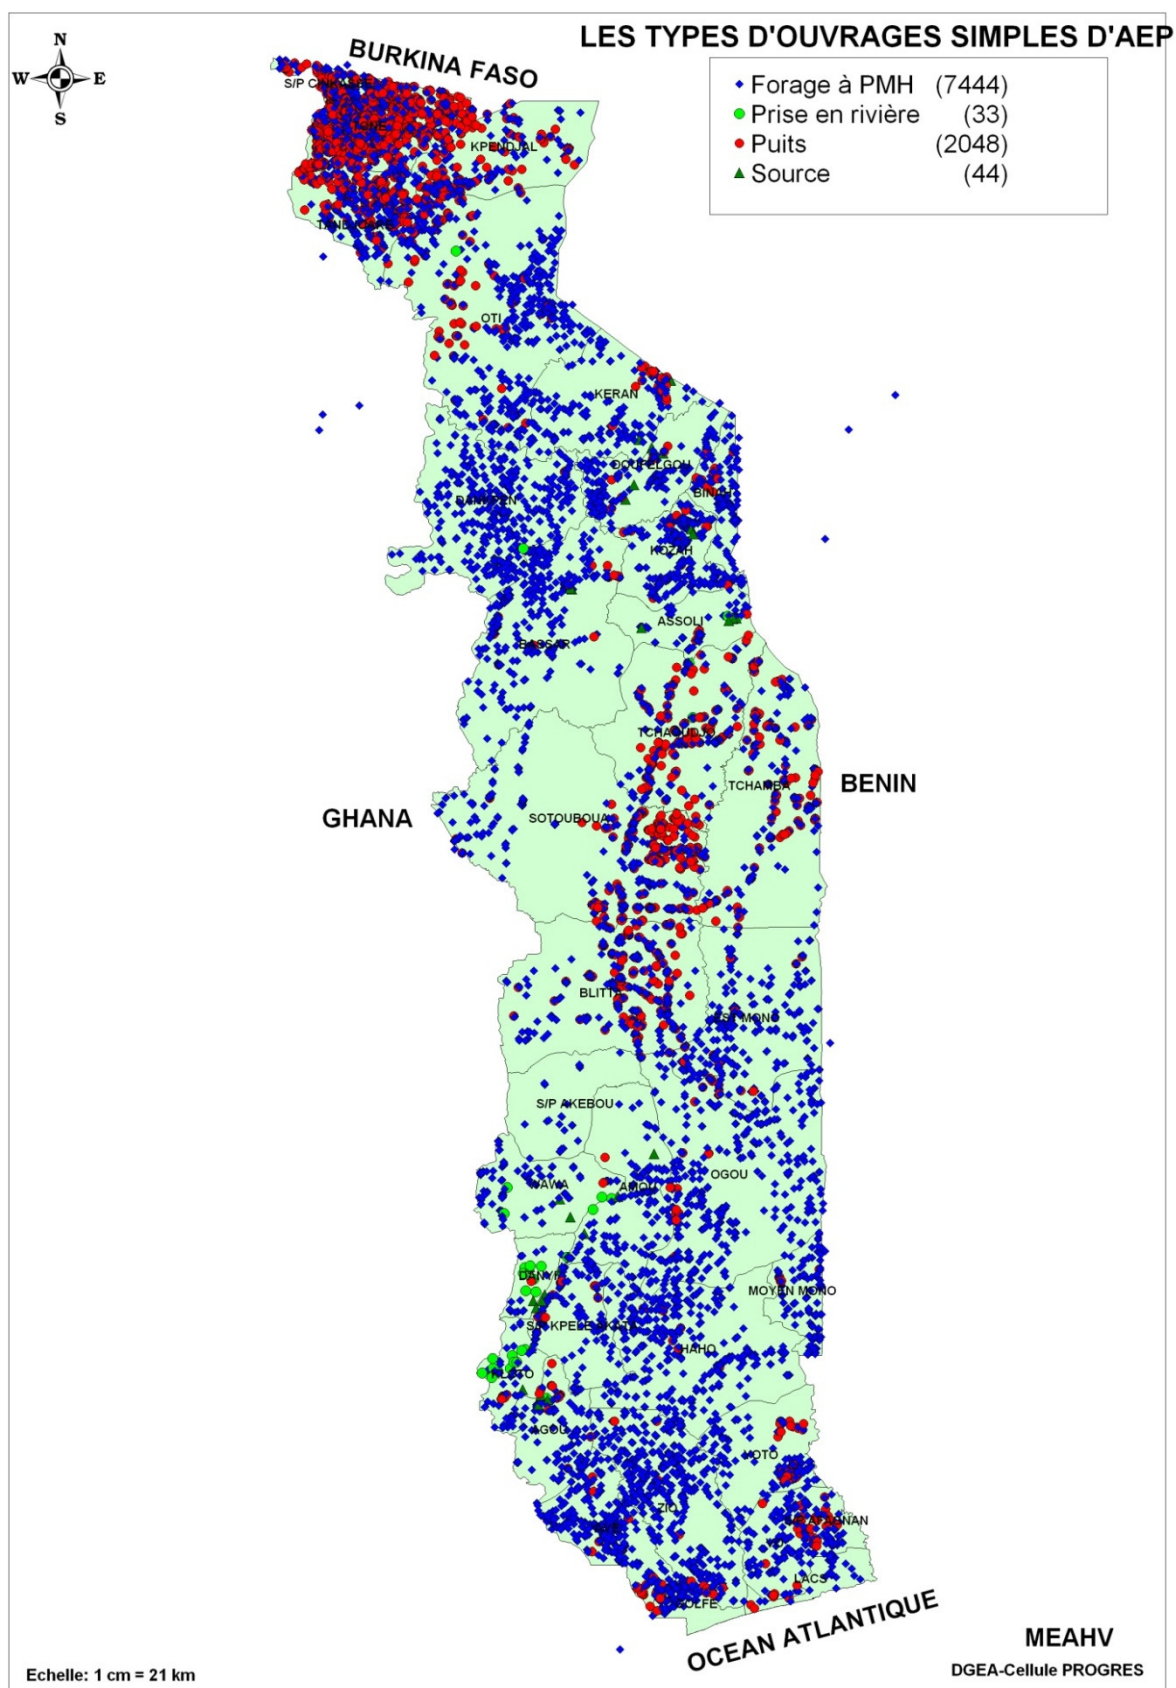 LES TYPES D'OUVRAGES SIMPLES D'AEP
N
W E
S
BURKINA FASO
Forage à PMH (7444)
Prise en rivière (33)
Puits (2048)
Source (44)
KPENDJAL
OTI
KERAN
DOUFELGOU
BINAH
DANKPEN
KOZAH
ASSOLI
BASSAR
TCHAOUDJO
TCHAMBA
BENIN
GHANA
SOTOUBOUA
BLITTA
EST MONO
S/P AKEBOU
OGOU
WAWA
AMOU
DANYI
MOYEN MONO
S/P KPELE AKATA
HAHO
KLOTO
AGOU
YOTO
ZIO
LACS
GOLFE
OCEAN ATLANTIQUE
MEAHV
Echelle: 1 cm = 21 km
DGEA-Cellule PROGRES